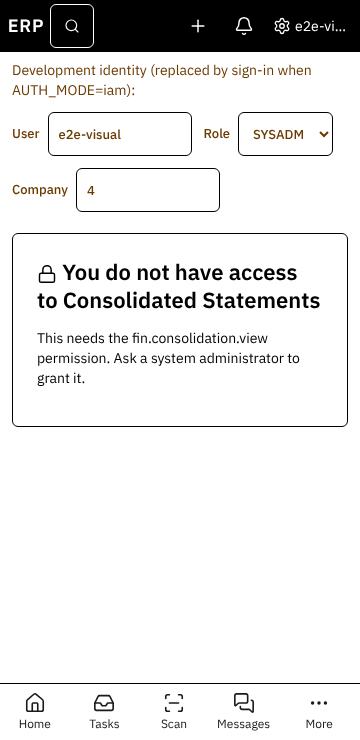 ERP
e2e-vi...
Development identity (replaced by sign-in when
AUTH_MODE=iam):
User e2e-visual Role SYSADM
Company 4
You do not have access
to Consolidated Statements
This needs the fin.consolidation.view
permission. Ask a system administrator to
grant it.
Home Tasks Scan Messages More